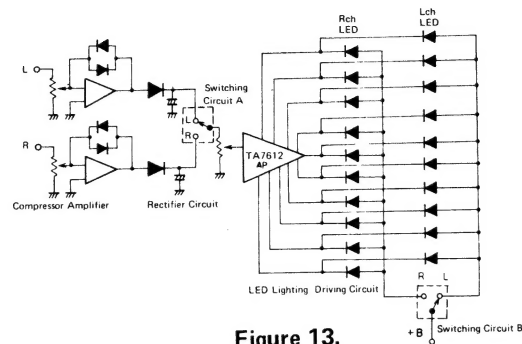 Rch
LED
Lch
LED
L
Switching
Circuit A
L
R
R
TA7612
AP
Compressor Amplifier
Rectifier Circuit
LED Lighting Driving Circuit
R L
+B
Switching Circuit B
Figure 13.